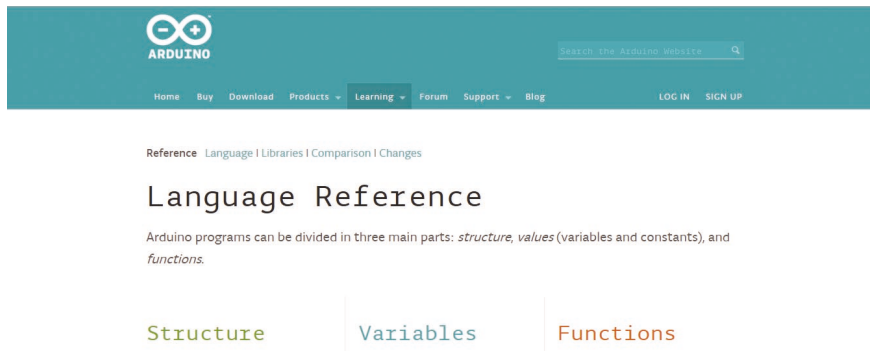 ARDUINO
Search the Arduino Website
Home Buy Download Products Learning Forum Support Blog LOG IN SIGN UP
Reference Language | Libraries | Comparison | Changes
Language Reference
Arduino programs can be divided in three main parts: structure, values (variables and constants), and
functions.
Structure Variables Functions